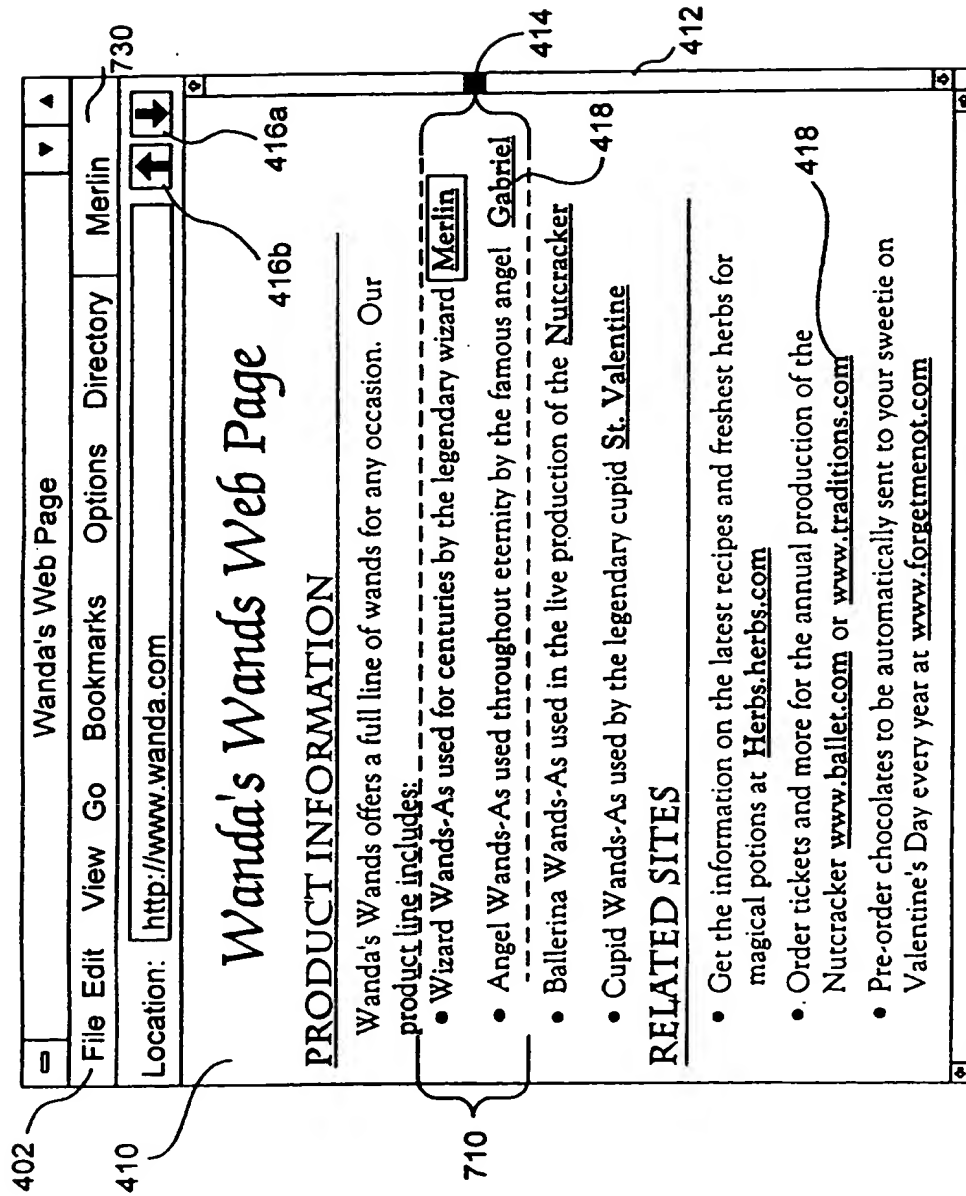 Wanda's Web Page
File Edit View Go Bookmarks Options Directory Merlin
Location: http://www.wanda.com
Wanda's Wands Web Page
PRODUCT INFORMATION
Wanda's Wands offers a full line of wands for any occasion. Our
product line includes:
• Wizard Wands-As used for centuries by the legendary wizard Merlin
• Angel Wands-As used throughout eternity by the famous angel Gabriel
• Ballerina Wands-As used in the live production of the Nutcracker
• Cupid Wands-As used by the legendary cupid St. Valentine
RELATED SITES
• Get the information on the latest recipes and freshest herbs for
magical potions at Herbs.herbs.com
• Order tickets and more for the annual production of the
Nutcracker www.ballet.com or www.traditions.com
• Pre-order chocolates to be automatically sent to your sweetie on
Valentine's Day every year at www.forgetmenot.com
402
410
710
730
416a
416b
414
412
418
418